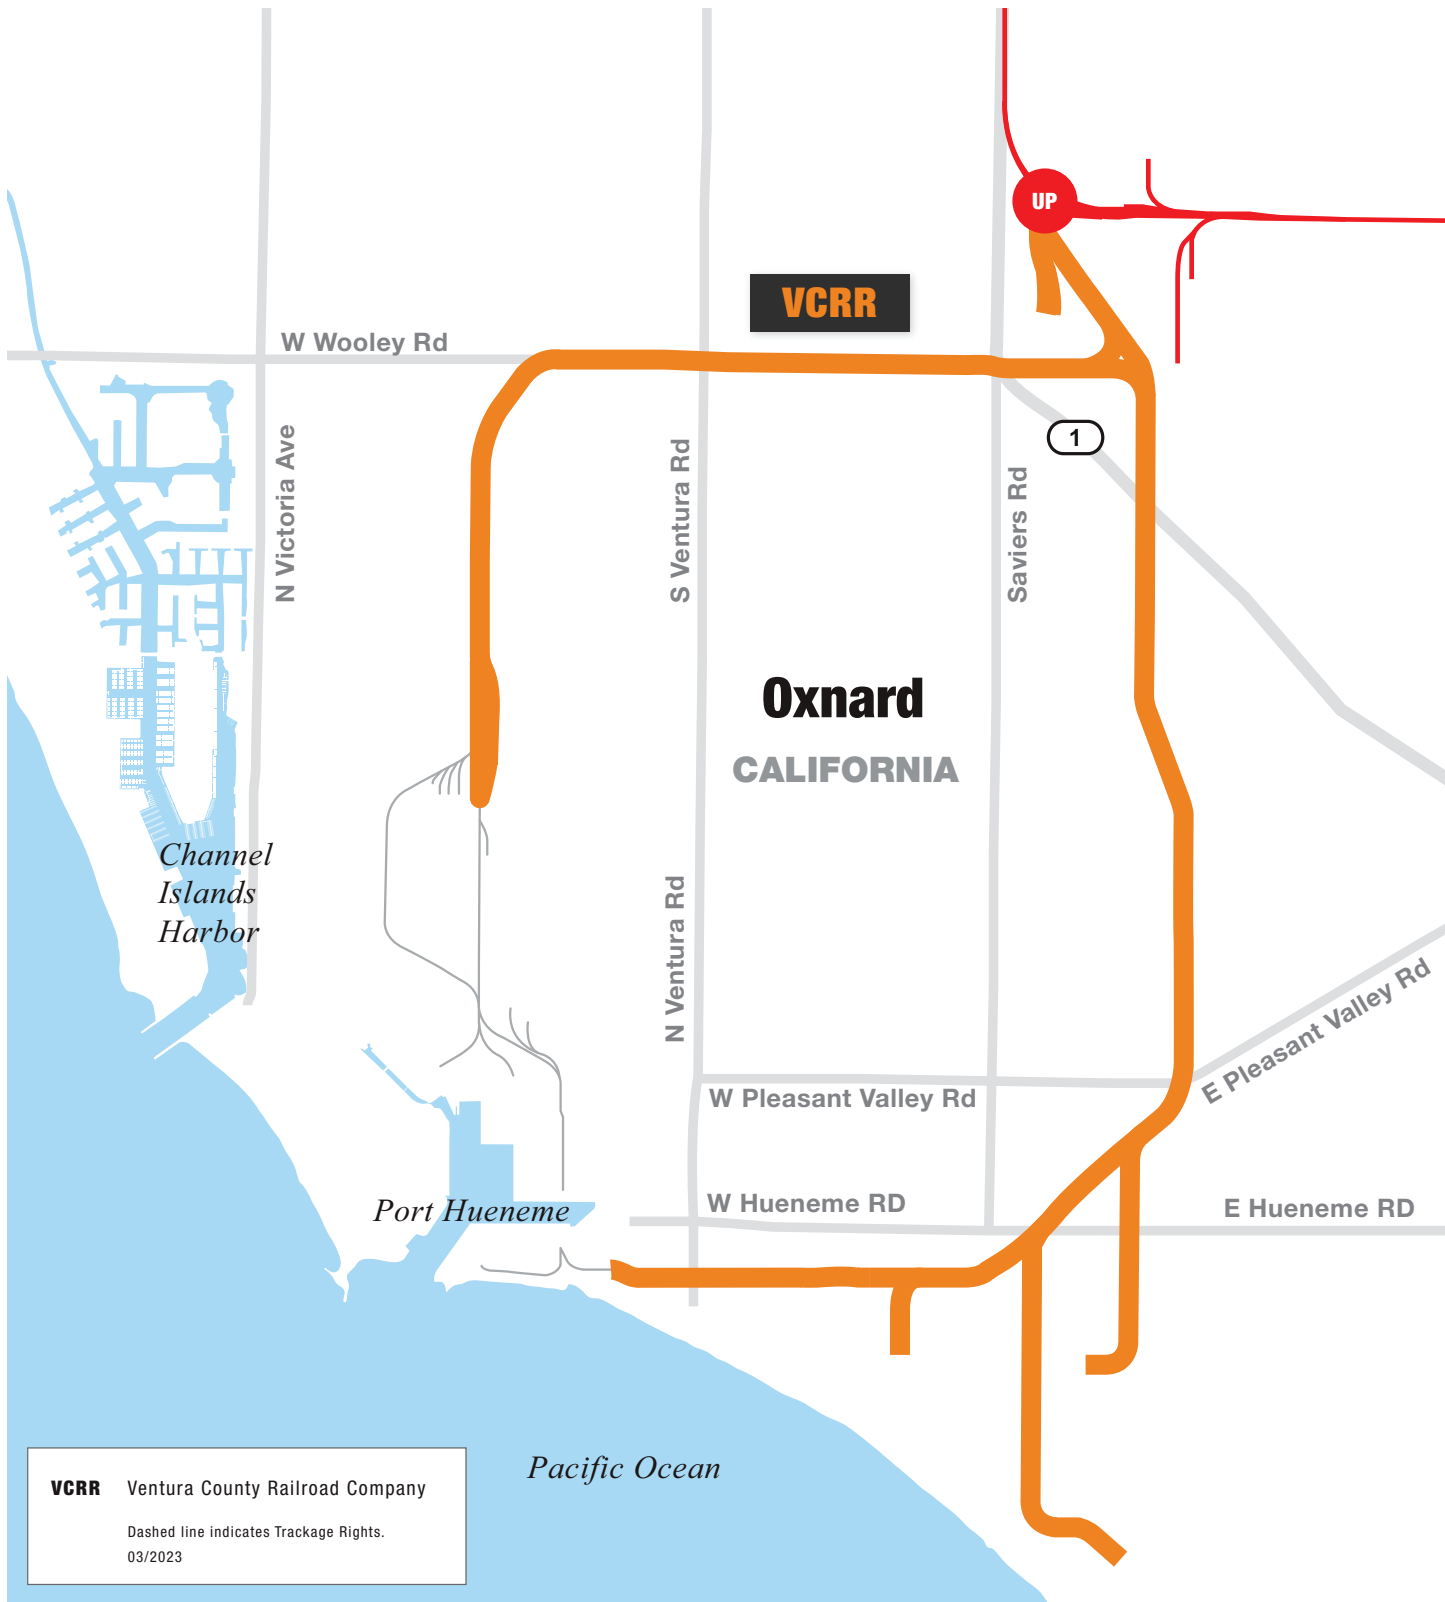 UP
VCRR
W Wooley Rd
N Victoria Ave
S Ventura Rd
Saviers Rd
1
Oxnard
CALIFORNIA
Channel
Islands
Harbor
N Ventura Rd
W Pleasant Valley Rd
E Pleasant Valley Rd
Port Hueneme
W Hueneme RD
E Hueneme RD
Pacific Ocean
VCRR Ventura County Railroad Company
Dashed line indicates Trackage Rights.
03/2023